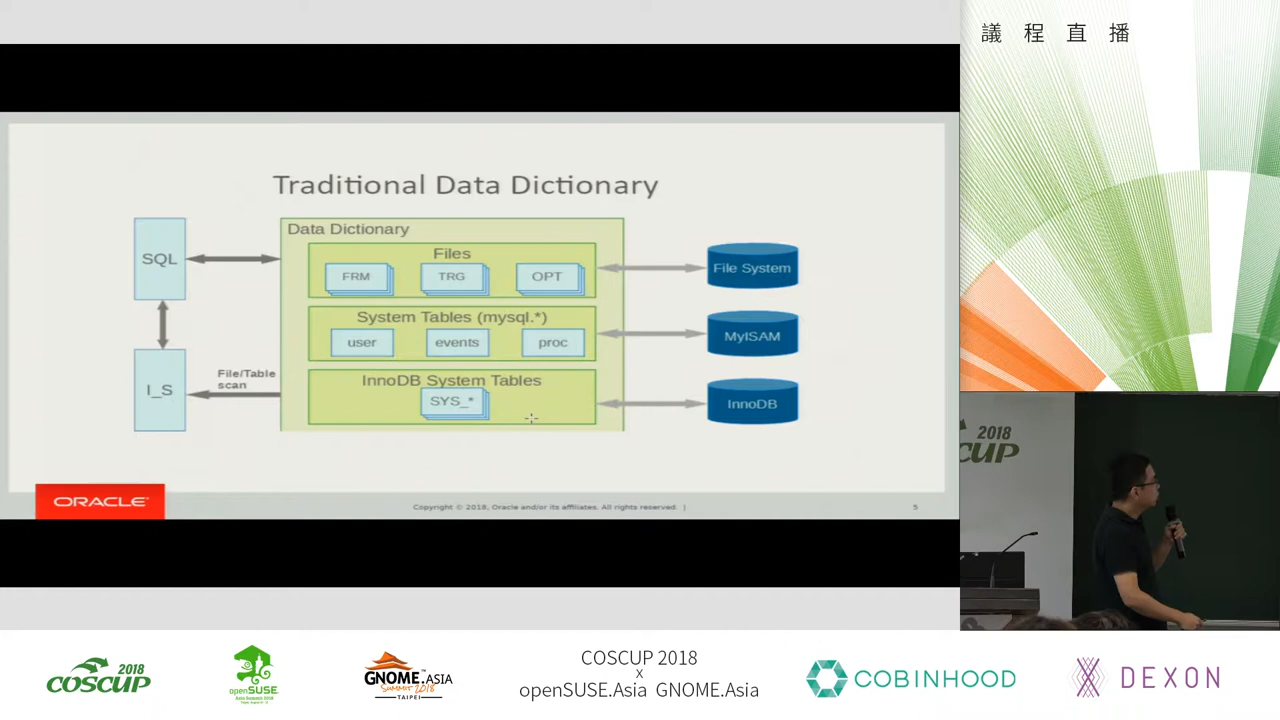 議 程 直 播
Traditional Data Dictionary
Data Dictionary
Files
FRM
TRG
OPT
System Tables (mysql.*)
user
events
proc
InnoDB System Tables
SYS_*
SQL
I_S
File/Table
scan
File System
MyISAM
InnoDB
ORACLE
Copyright © 2018, Oracle and/or its affiliates. All rights reserved. |
5
2018
CUP
2018
COSCUP
openSUSE
Asia Summit 2018
GNOME.ASIA
SUMMIT 2018
TAIPEI
COSCUP 2018
x
openSUSE.Asia GNOME.Asia
COBINHOOD
DEXON